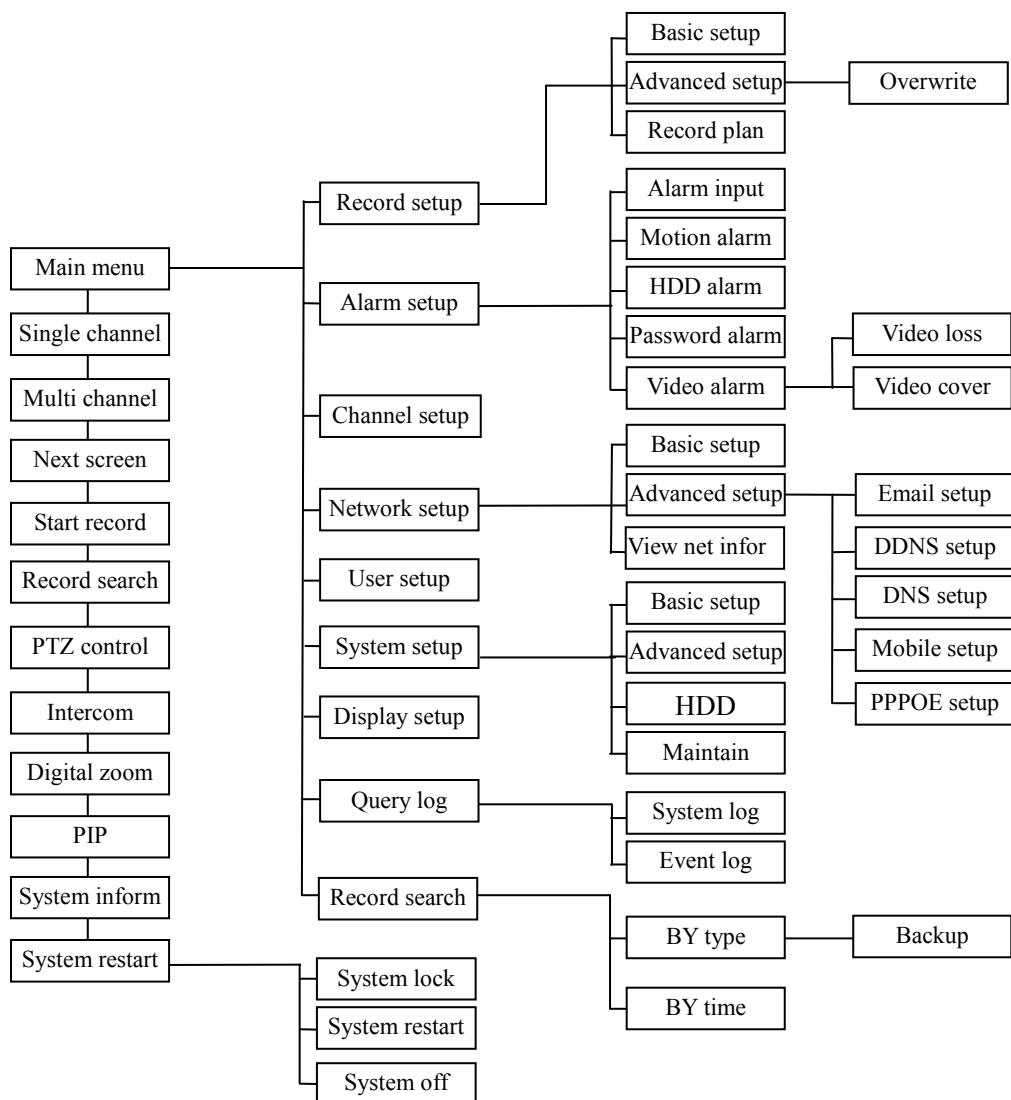 Main menu
Single channel
Multi channel
Next screen
Start record
Record search
PTZ control
Intercom
Digital zoom
PIP
System inform
System restart
Record setup
Alarm setup
Channel setup
Network setup
User setup
System setup
Display setup
Query log
Record search
System lock
System restart
System off
Basic setup
Advanced setup
Record plan
Alarm input
Motion alarm
HDD alarm
Password alarm
Video alarm
Basic setup
Advanced setup
View net infor
Basic setup
Advanced setup
HDD
Maintain
System log
Event log
BY type
BY time
Overwrite
Video loss
Video cover
Email setup
DDNS setup
DNS setup
Mobile setup
PPPOE setup
Backup